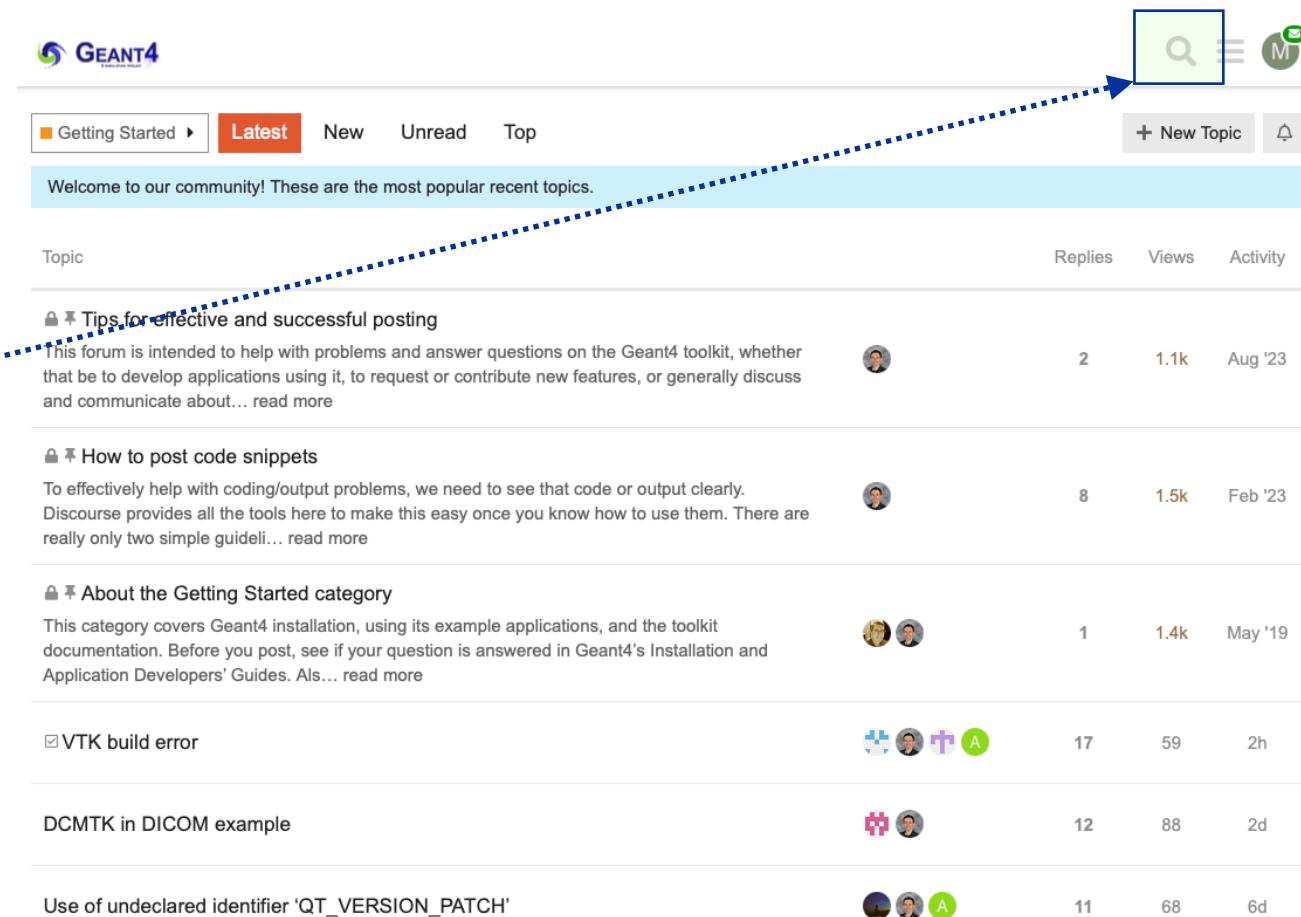 GEANT4
M
Getting Started
Latest
New
Unread
Top
+ New Topic
Welcome to our community! These are the most popular recent topics.
Topic
Replies
Views
Activity
Tips for effective and successful posting
This forum is intended to help with problems and answer questions on the Geant4 toolkit, whether
that be to develop applications using it, to request or contribute new features, or generally discuss
and communicate about… read more
2
1.1k
Aug '23
How to post code snippets
To effectively help with coding/output problems, we need to see that code or output clearly.
Discourse provides all the tools here to make this easy once you know how to use them. There are
really only two simple guideli… read more
8
1.5k
Feb '23
About the Getting Started category
This category covers Geant4 installation, using its example applications, and the toolkit
documentation. Before you post, see if your question is answered in Geant4’s Installation and
Application Developers’ Guides. Als… read more
1
1.4k
May '19
VTK build error
A
17
59
2h
DCMTK in DICOM example
12
88
2d
Use of undeclared identifier ‘QT_VERSION_PATCH’
A
11
68
6d